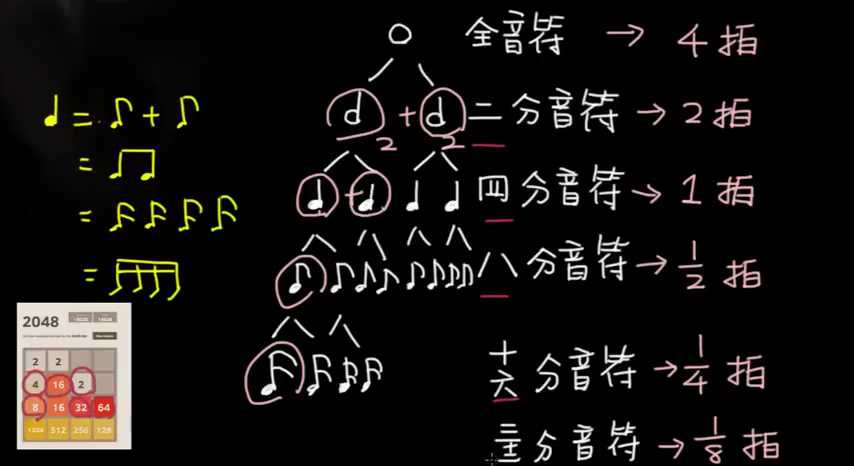 全音符 → 4拍
+ 二分音符 → 2拍
2 2
+ 四分音符 → 1拍
八分音符 → 1/2拍
十六分音符 → 1/4拍
三十二分音符 → 1/8拍
= +
=
=
=
2048
2 2
4 16 2
8 16 32 64
1024 512 256 128